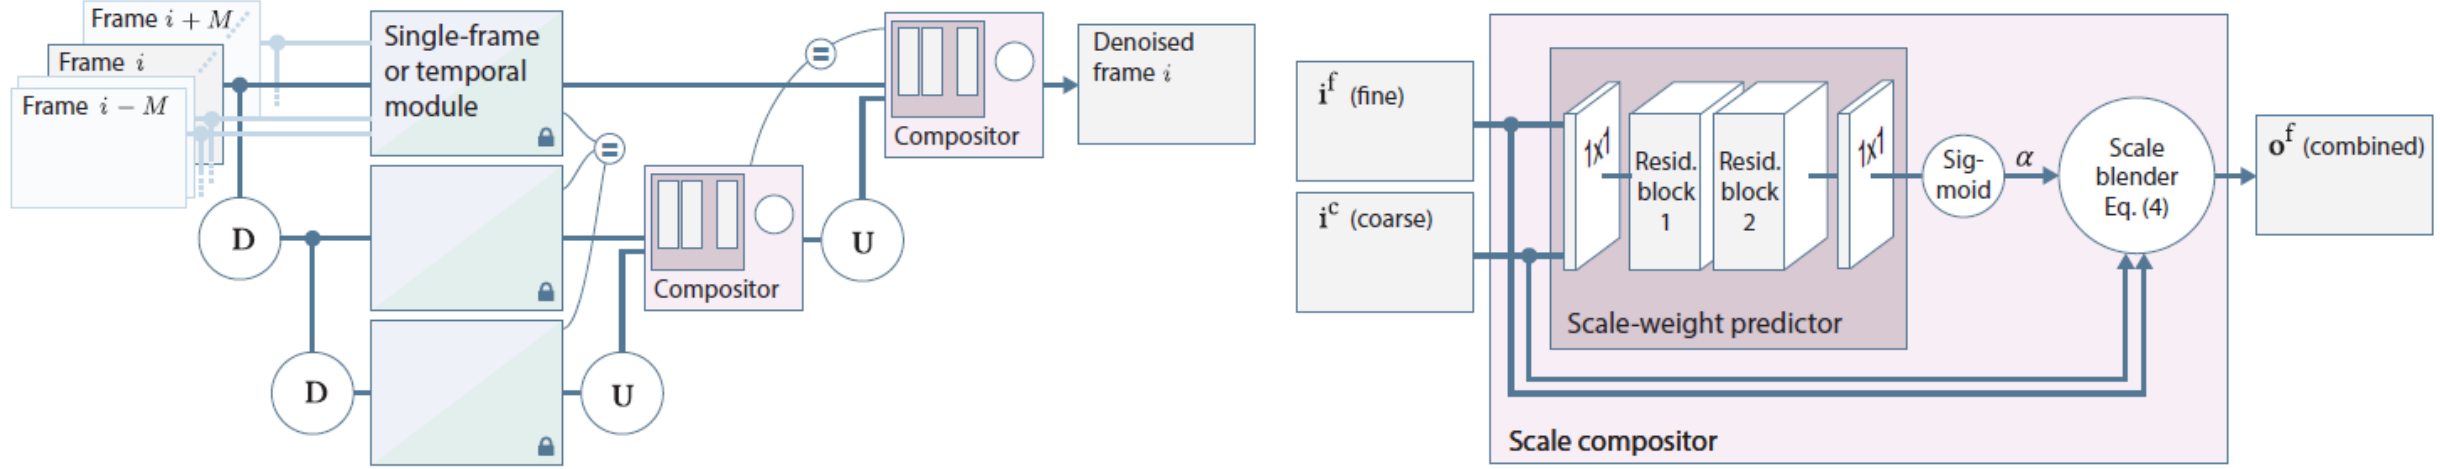 Frame i + M
Frame i
Frame i − M
Single-frame
or temporal
module
=
=
Compositor
Denoised
frame i
D
Compositor
U
D
U
i^f (fine)
i^c (coarse)
1x1
Resid.
block
1
Resid.
block
2
1x1
Scale-weight predictor
Sig-
moid
α
Scale
blender
Eq. (4)
o^f (combined)
Scale compositor